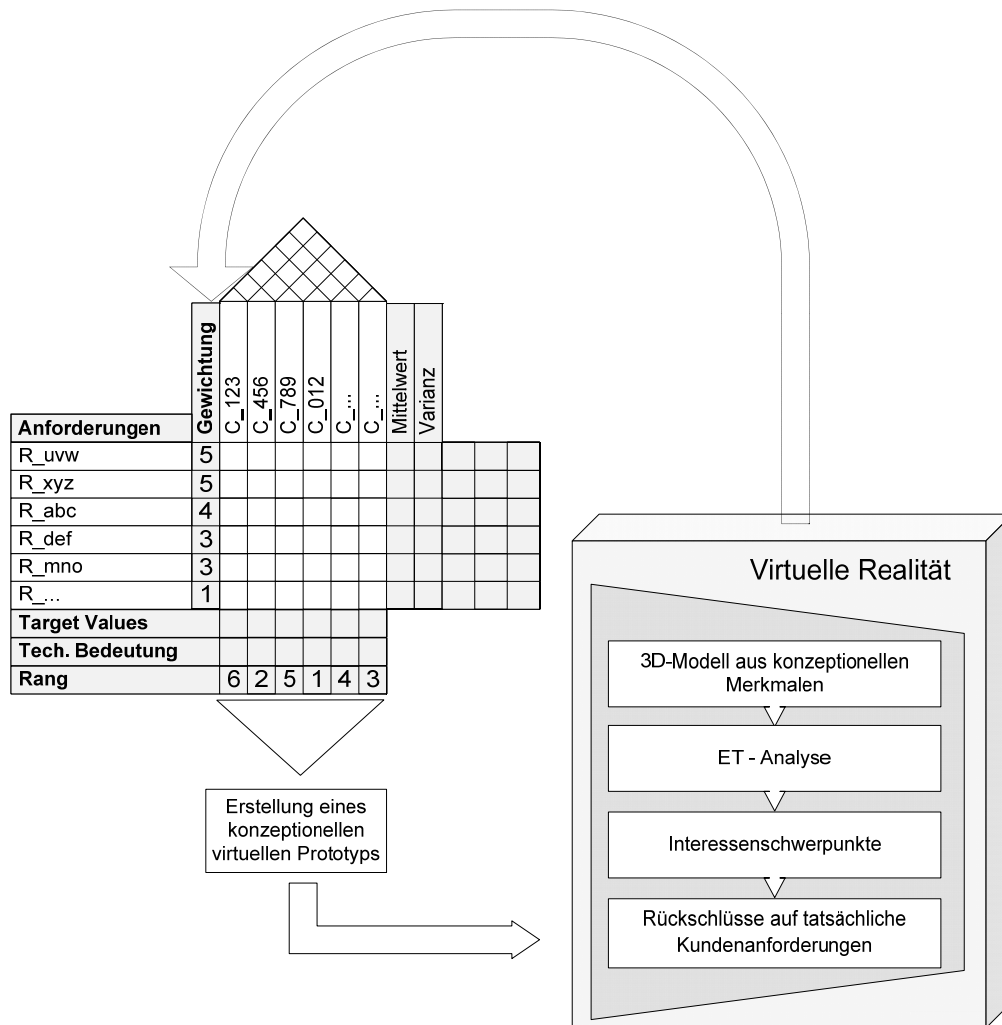 Gewichtung
C_123
C_456
C_789
C_012
C_...
C_...
Mittelwert
Varianz
Anforderungen
R_uvw 5
R_xyz 5
R_abc 4
R_def 3
R_mno 3
R_... 1
Target Values
Tech. Bedeutung
Rang 6 2 5 1 4 3
Erstellung eines
konzeptionellen
virtuellen Prototyps
Virtuelle Realität
3D-Modell aus konzeptionellen
Merkmalen
ET - Analyse
Interessenschwerpunkte
Rückschlüsse auf tatsächliche
Kundenanforderungen